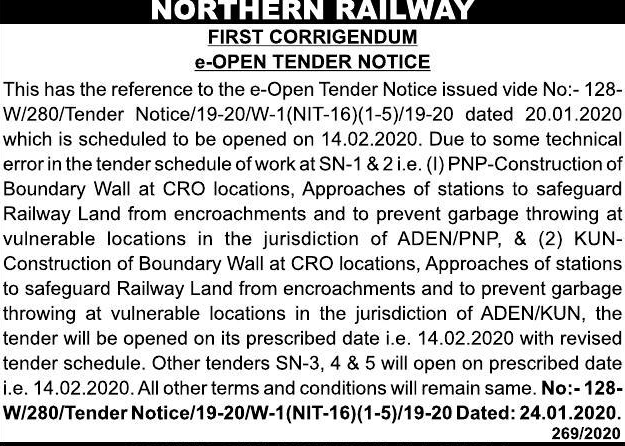 NORTHERN RAILWAY
FIRST CORRIGENDUM
e-OPEN TENDER NOTICE
This has the reference to the e-Open Tender Notice issued vide No:- 128-
W/280/Tender Notice/19-20/W-1(NIT-16)(1-5)/19-20 dated 20.01.2020
which is scheduled to be opened on 14.02.2020. Due to some technical
error in the tender schedule of work at SN-1 & 2 i.e. (I) PNP-Construction of
Boundary Wall at CRO locations, Approaches of stations to safeguard
Railway Land from encroachments and to prevent garbage throwing at
vulnerable locations in the jurisdiction of ADEN/PNP, & (2) KUN-
Construction of Boundary Wall at CRO locations, Approaches of stations
to safeguard Railway Land from encroachments and to prevent garbage
throwing at vulnerable locations in the jurisdiction of ADEN/KUN, the
tender will be opened on its prescribed date i.e. 14.02.2020 with revised
tender schedule. Other tenders SN-3, 4 & 5 will open on prescribed date
i.e. 14.02.2020. All other terms and conditions will remain same. No:- 128-
W/280/Tender Notice/19-20/W-1(NIT-16)(1-5)/19-20 Dated: 24.01.2020.
269/2020